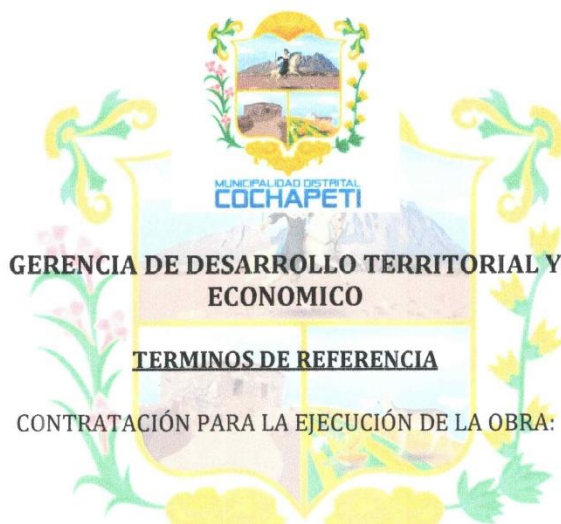 MUNICIPALIDAD DISTRITAL
COCHAPETI
GERENCIA DE DESARROLLO TERRITORIAL Y
ECONOMICO
TERMINOS DE REFERENCIA
CONTRATACIÓN PARA LA EJECUCIÓN DE LA OBRA: